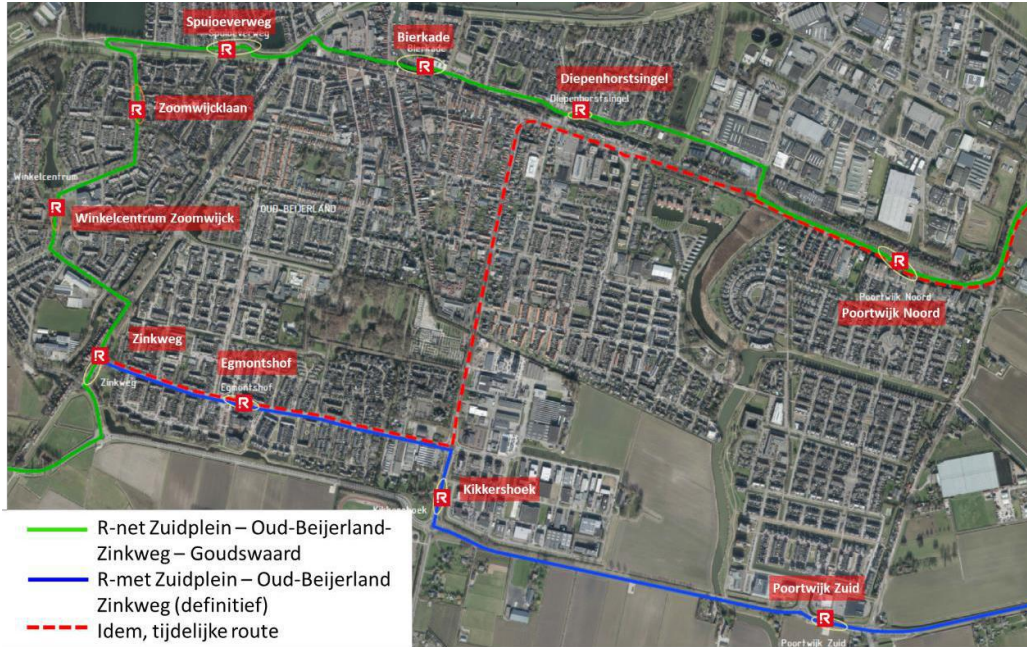 Spuioeverweg
Spuioeverweg
R
Bierkade
Bierkade
R
Diepenhorstsingel
Diepenhorstsingel
R
Zoomwijcklaan
R
Winkelcentrum
R
Winkelcentrum Zoomwijck
OUD-BEIJERLAND
R
Poortwijk Noord
Poortwijk Noord
Zinkweg
R
Zinkweg
Egmontshof
Egmontshof
R
Kikkershoek
R
Kikkershoek
Poortwijk Zuid
R
Poortwijk Zuid
R-net Zuidplein – Oud-Beijerland-
Zinkweg – Goudswaard
R-met Zuidplein – Oud-Beijerland
Zinkweg (definitief)
Idem, tijdelijke route